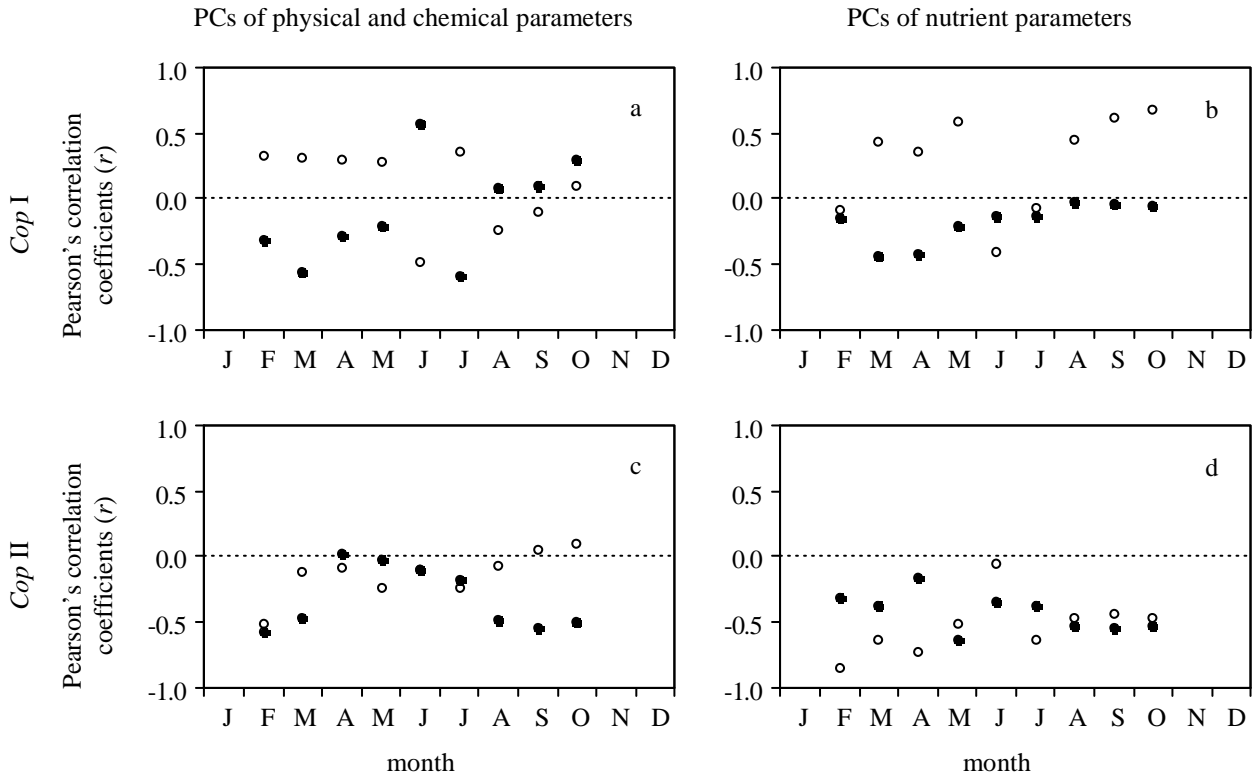 PCs of physical and chemical parameters
PCs of nutrient parameters
Cop I
Pearson's correlation
coefficients (r)
1.0
0.5
0.0
-0.5
-1.0
a
J F M A M J J A S O N D
1.0
0.5
0.0
-0.5
-1.0
b
J F M A M J J A S O N D
Cop II
Pearson's correlation
coefficients (r)
1.0
0.5
0.0
-0.5
-1.0
c
J F M A M J J A S O N D
month
1.0
0.5
0.0
-0.5
-1.0
d
J F M A M J J A S O N D
month